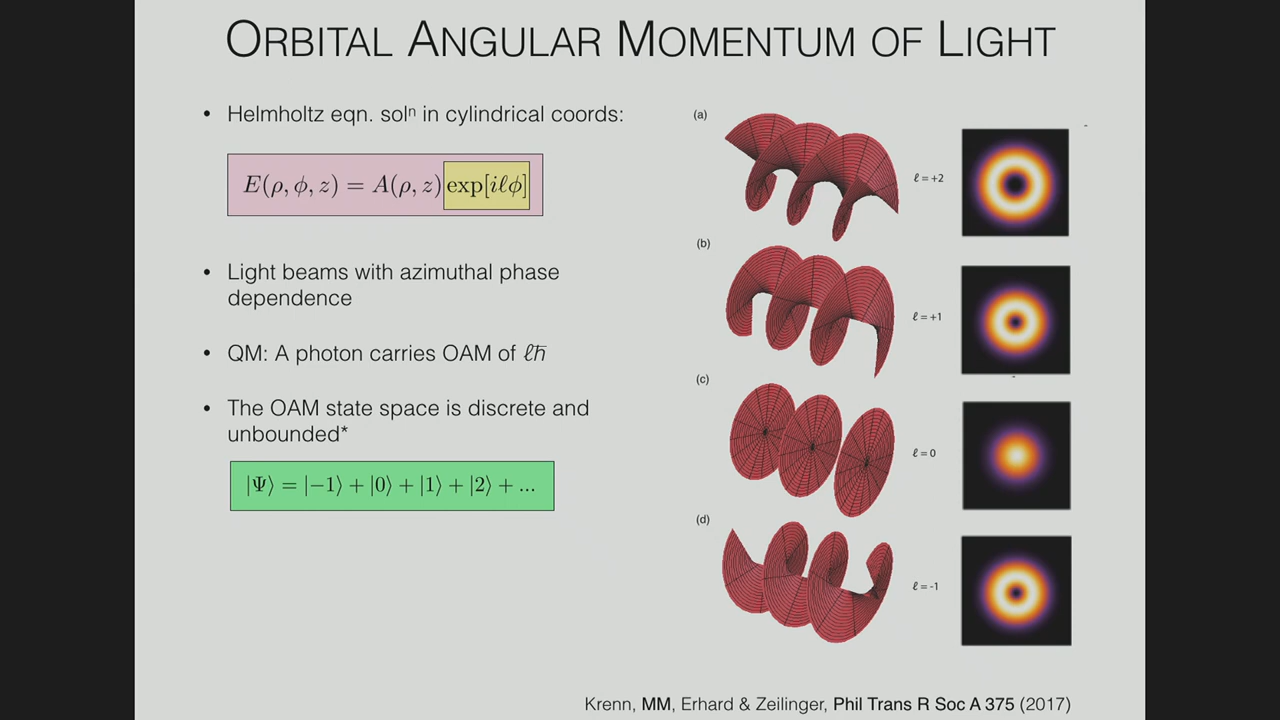 ORBITAL ANGULAR MOMENTUM OF LIGHT
• Helmholtz eqn. solⁿ in cylindrical coords:
E(ρ, ϕ, z) = A(ρ, z) exp[iℓϕ]
• Light beams with azimuthal phase
dependence
• QM: A photon carries OAM of ℓℏ
• The OAM state space is discrete and
unbounded*
|Ψ⟩ = |−1⟩ + |0⟩ + |1⟩ + |2⟩ + ...
(a)
ℓ = +2
(b)
ℓ = +1
(c)
ℓ = 0
(d)
ℓ = -1
Krenn, MM, Erhard & Zeilinger, Phil Trans R Soc A 375 (2017)